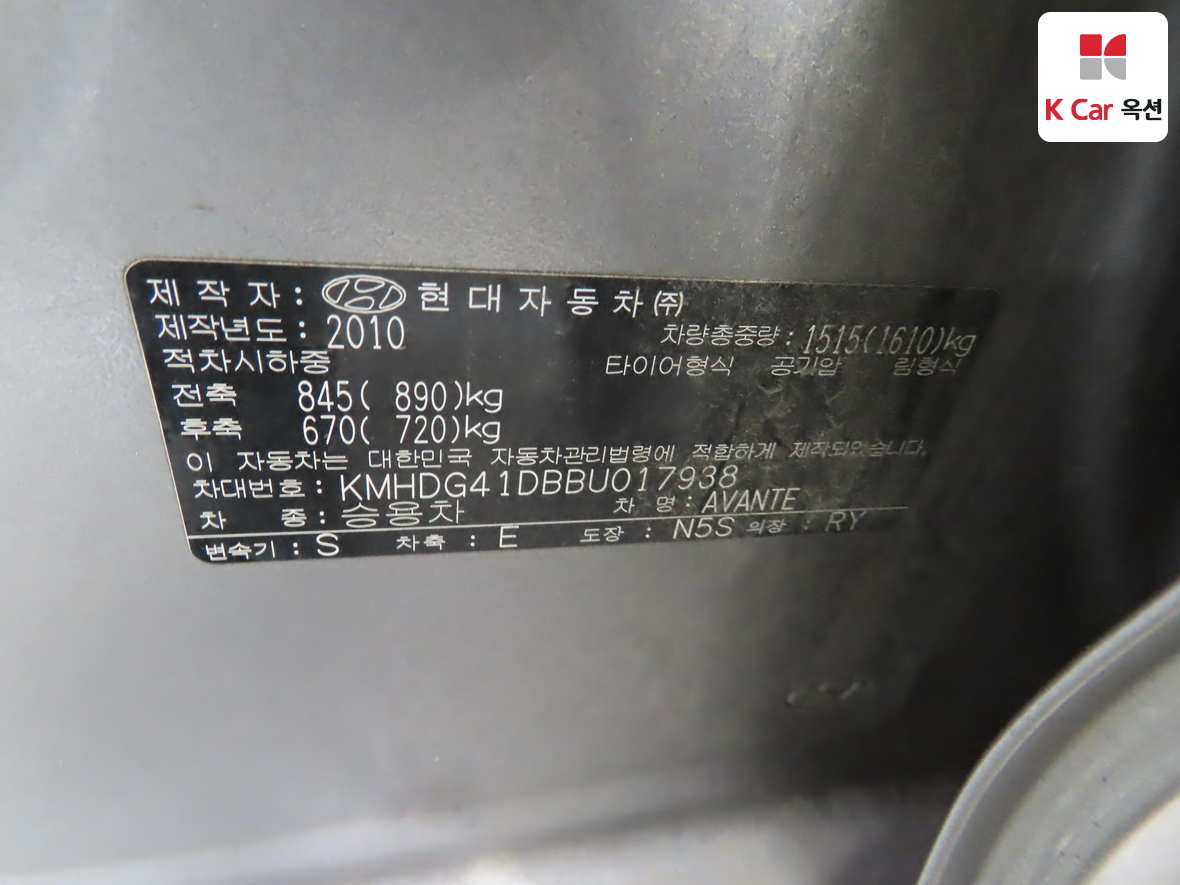 K Car 옥션
제 작 자 : 현 대 자 동 차 ㈜
제작년도 : 2010 차량총중량 : 1515(1610)kg
적차시하중 타이어형식 공기압 림형식
전축 845( 890)kg
후축 670( 720)kg
이 자동차는 대한민국 자동차관리법령에 적합하게 제작되었습니다.
차대번호 : KMHDG41DBBU017938
차 종 : 승용차 차 명 : AVANTE
변속기 : S 차축 : E 도장 : N5S 의장 : RY